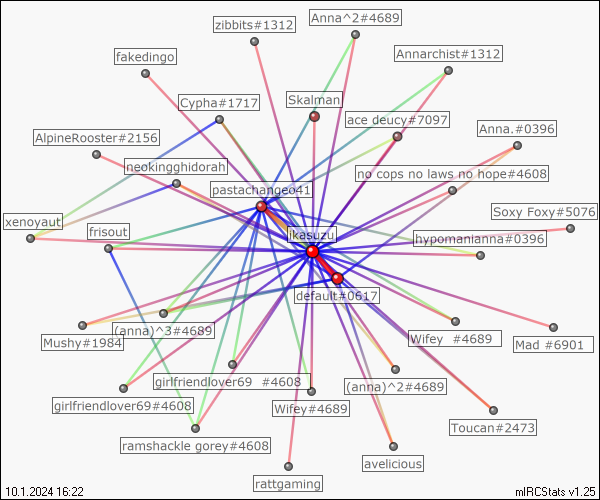 Anna^2#4689
zibbits#1312
Annarchist#1312
fakedingo
Skalman
Cypha#1717
ace deucy#7097
Anna.#0396
AlpineRooster#2156
neokingghidorah
no cops no laws no hope#4608
pastachangeo41
Soxy Foxy#5076
xenoyaut
frisout
ikasuzu
hypomanianna#0396
default#0617
(anna)^3#4689
Mushy#1984
Wifey #4689
Mad #6901
girlfriendlover69 #4608
(anna)^2#4689
girlfriendlover69#4608
Wifey#4689
Toucan#2473
ramshackle gorey#4608
avelicious
rattgaming
10.1.2024 16:22
mIRCStats v1.25